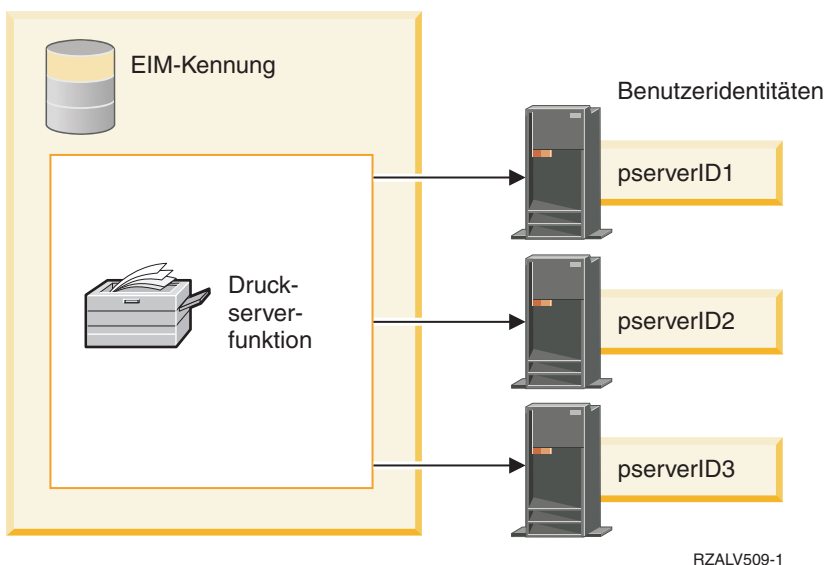 EIM-Kennung
Benutzeridentitäten
pserverID1
Druck-
server-
funktion
pserverID2
pserverID3
RZALV509-1